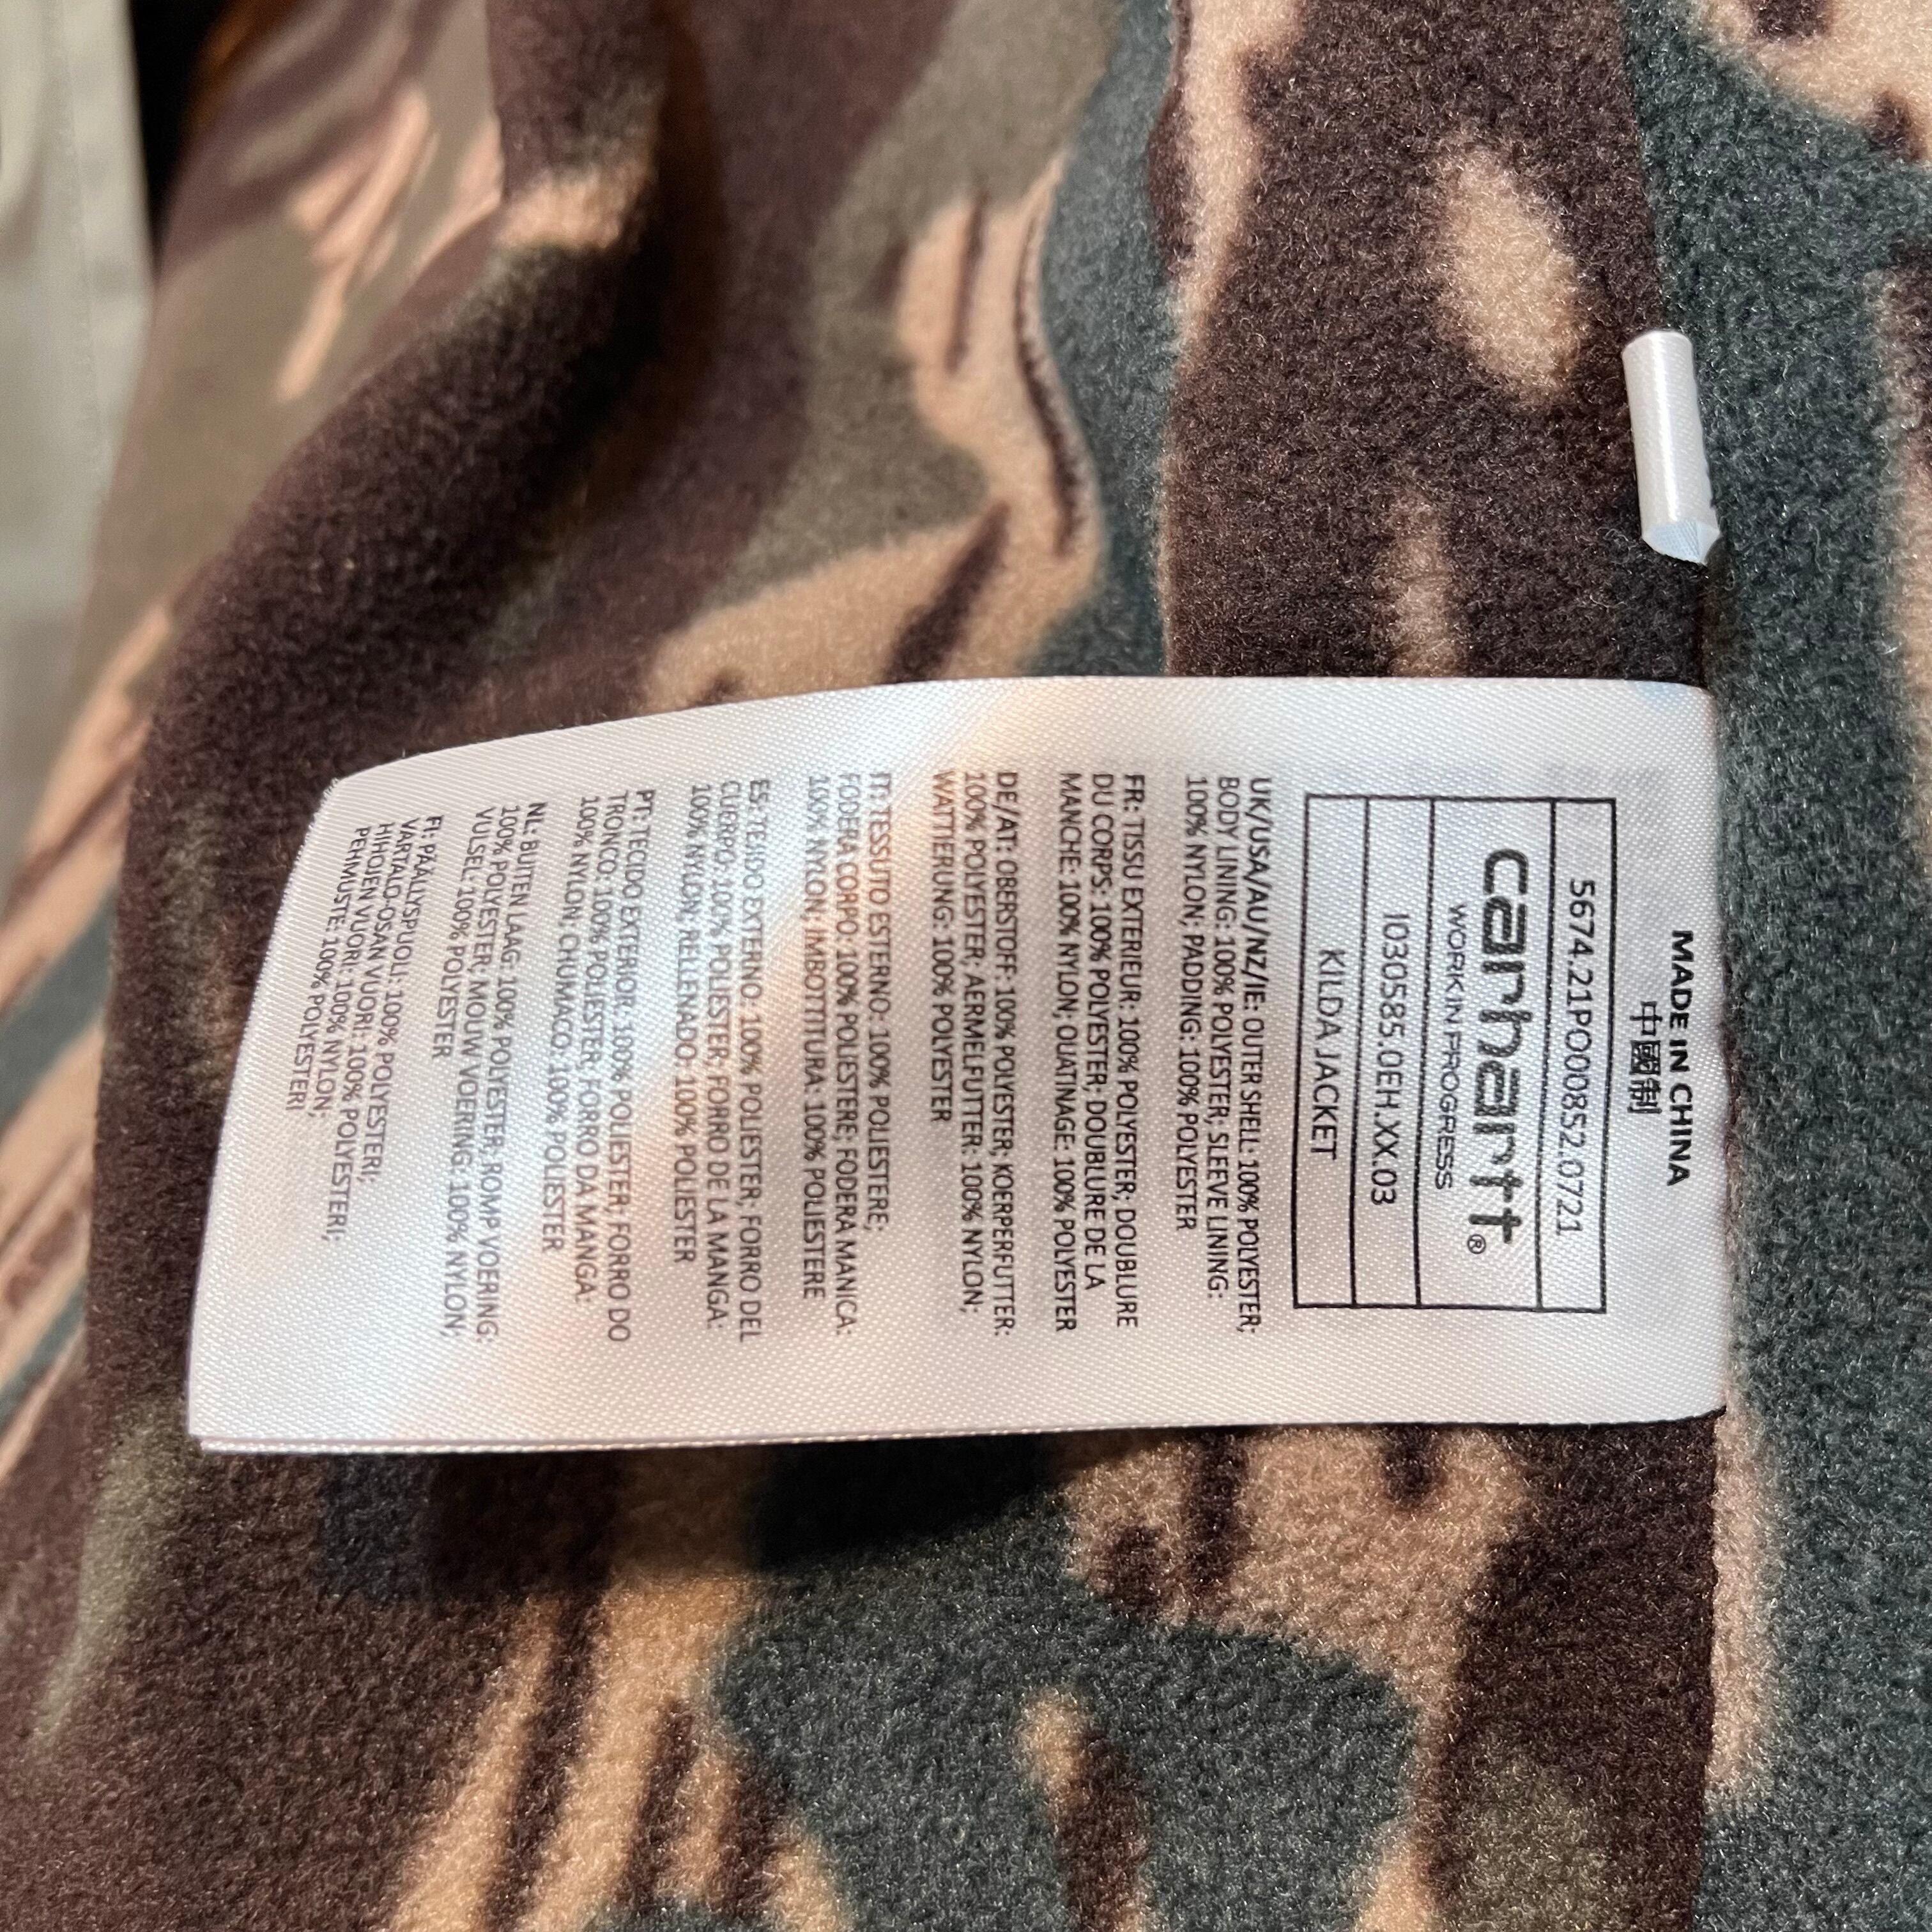 MADE IN CHINA
中國制
5674.21PO00852.0721
carhartt®
WORK IN PROGRESS
I030585.0EH.XX.03
KILDA JACKET
UK/USA/AU/NZ/IE: OUTER SHELL: 100% POLYESTER;
BODY LINING: 100% POLYESTER; SLEEVE LINING:
100% NYLON; PADDING: 100% POLYESTER
FR: TISSU EXTERIEUR: 100% POLYESTER; DOUBLURE
DU CORPS: 100% POLYESTER; DOUBLURE DE LA
MANCHE: 100% NYLON; OUATINAGE: 100% POLYESTER
DE/AT: OBERSTOFF: 100% POLYESTER; KOERPERFUTTER:
100% POLYESTER; AERMELFUTTER: 100% NYLON;
WATTIERUNG: 100% POLYESTER
IT: TESSUTO ESTERNO: 100% POLIESTERE;
FODERA CORPO: 100% POLIESTERE; FODERA MANICA:
100% NYLON; IMBOTTITURA: 100% POLIESTERE
ES: TEJIDO EXTERNO: 100% POLIESTER; FORRO DEL
CUERPO: 100% POLIESTER; FORRO DE LA MANGA:
100% NYLON; RELLENADO: 100% POLIESTER
PT: TECIDO EXTERIOR: 100% POLIESTER; FORRO DO
TRONCO: 100% POLIESTER; FORRO DA MANGA:
100% NYLON; CHUMACO: 100% POLIESTER
NL: BUITEN LAAG: 100% POLYESTER; ROMP VOERING:
100% POLYESTER; MOUW VOERING: 100% NYLON;
VULSEL: 100% POLYESTER
FI: PÄÄLLYSPUOLI: 100% POLYESTERI;
VARTALO-OSAN VUORI: 100% POLYESTERI;
HIHOJEN VUORI: 100% NYLON;
PEHMUSTE: 100% POLYESTERI